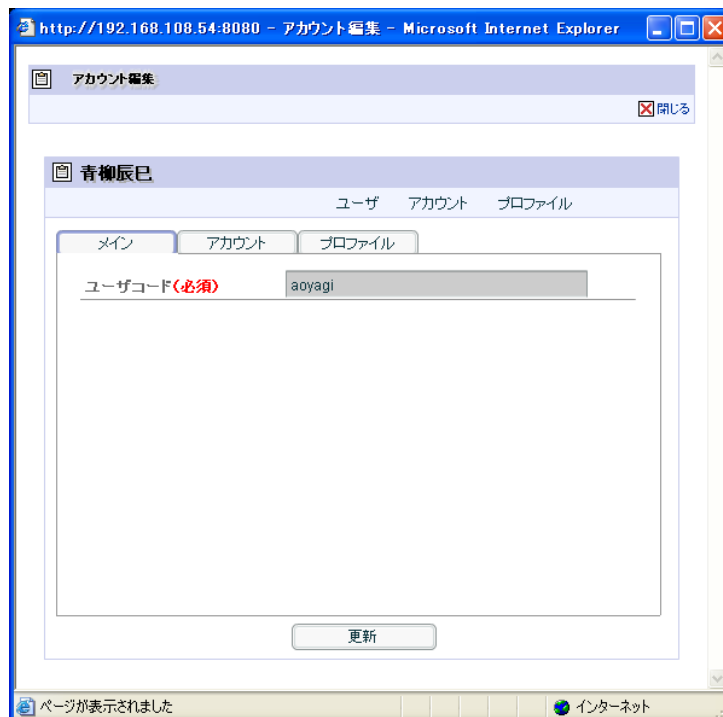 http://192.168.108.54:8080 - アカウント編集 - Microsoft Internet Explorer
アカウント編集
閉じる
青柳辰巳
ユーザ アカウント プロファイル
メイン アカウント プロファイル
ユーザコード(必須) aoyagi
更新
ページが表示されました インターネット